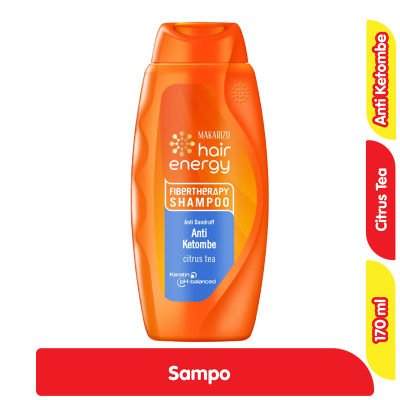 MAKARIZO
hair
energy
FIBERTHERAPY
SHAMPOO
Anti Dandruff
Anti
Ketombe
citrus tea
Keratin
pH-balanced
Anti Ketombe
Citrus Tea
170 ml
Sampo